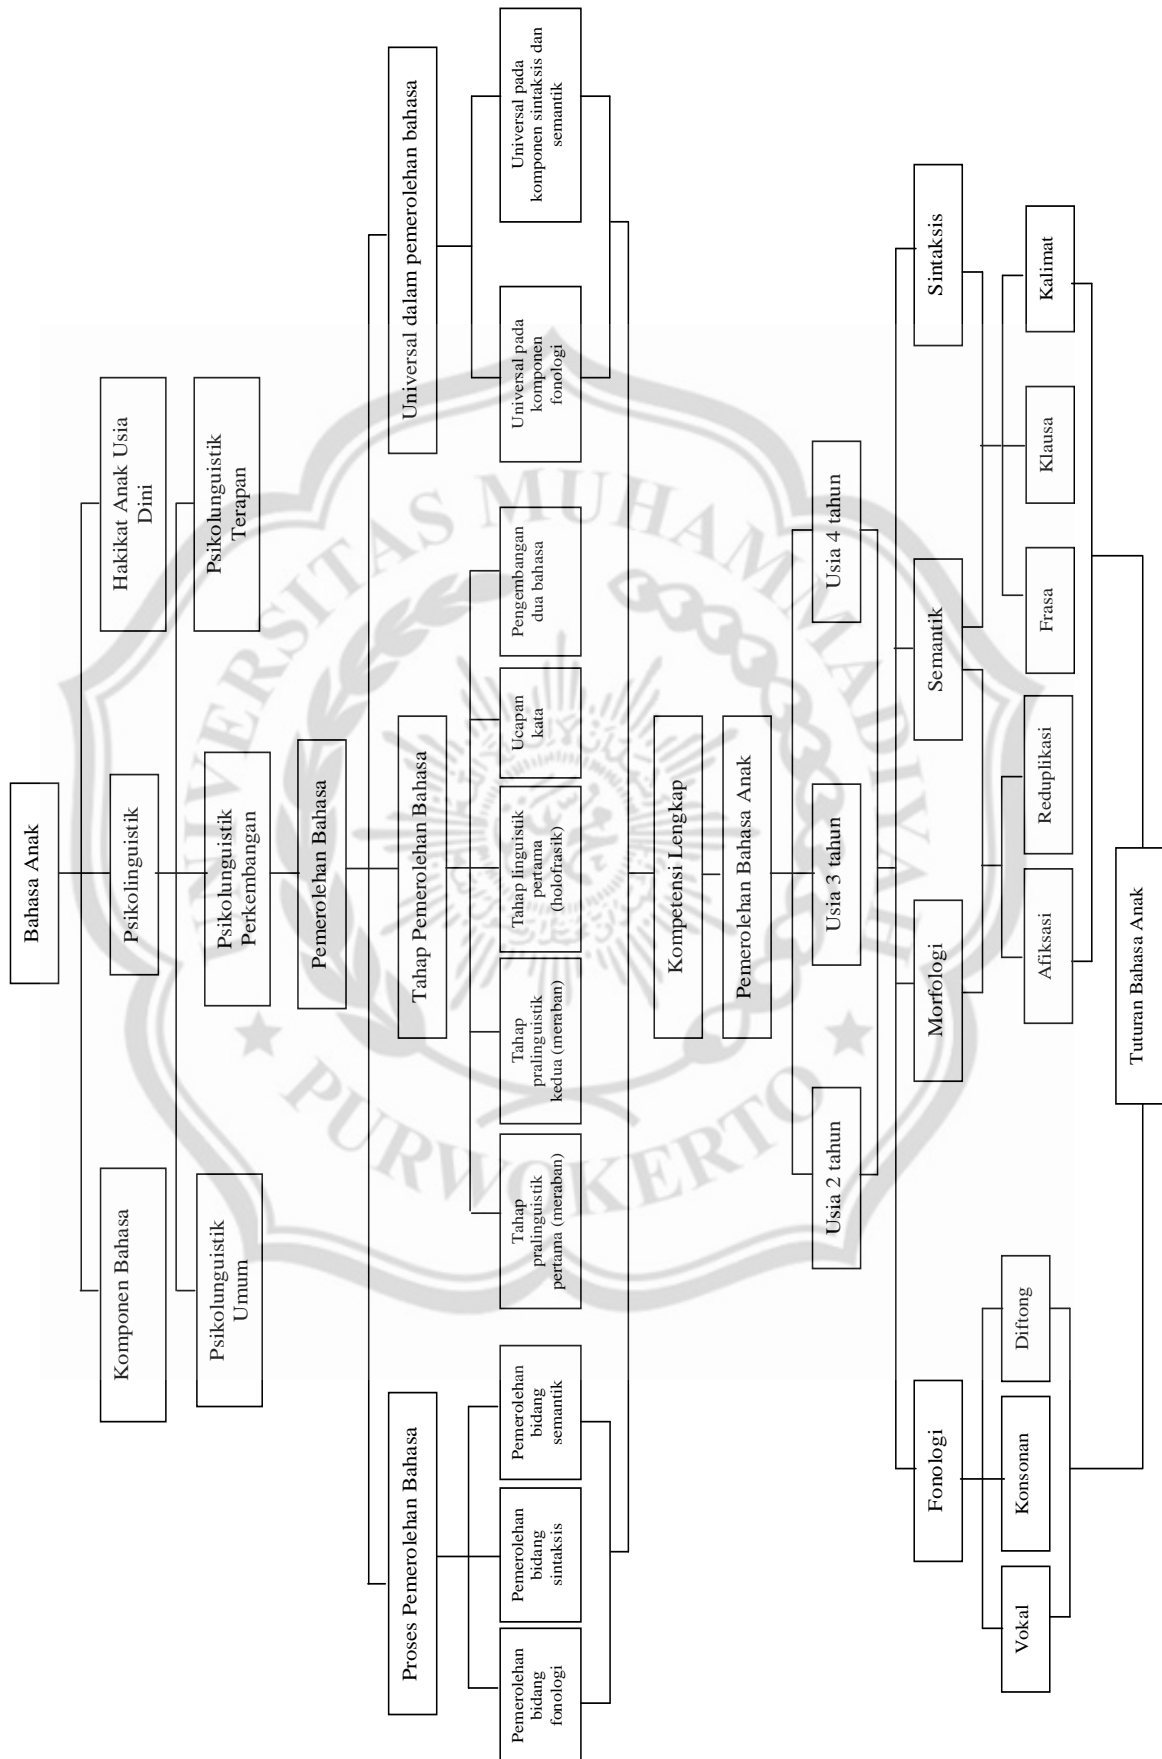 Bahasa Anak
Komponen Bahasa
Psikolinguistik
Hakikat Anak Usia
Dini
Psikolunguistik
Umum
Psikolunguistik
Perkembangan
Psikolunguistik
Terapan
Pemerolehan Bahasa
Proses Pemerolehan Bahasa
Tahap Pemerolehan Bahasa
Universal dalam pemerolehan bahasa
Pemerolehan
bidang
fonologi
Pemerolehan
bidang
sintaksis
Pemerolehan
bidang
semantik
Tahap
pralinguistik
pertama (meraban)
Tahap
pralinguistik
kedua (meraban)
Tahap linguistik
pertama
(holofrasik)
Ucapan
kata
Pengembangan
dua bahasa
Universal pada
komponen
fonologi
Universal pada
komponen sintaksis dan
semantik
Kompetensi Lengkap
Pemerolehan Bahasa Anak
Usia 2 tahun
Usia 3 tahun
Usia 4 tahun
Fonologi
Morfologi
Semantik
Sintaksis
Vokal
Konsonan
Diftong
Afiksasi
Reduplikasi
Frasa
Klausa
Kalimat
Tuturan Bahasa Anak
UNIVERSITAS MUHAMMADIYAH
PURWOKERTO